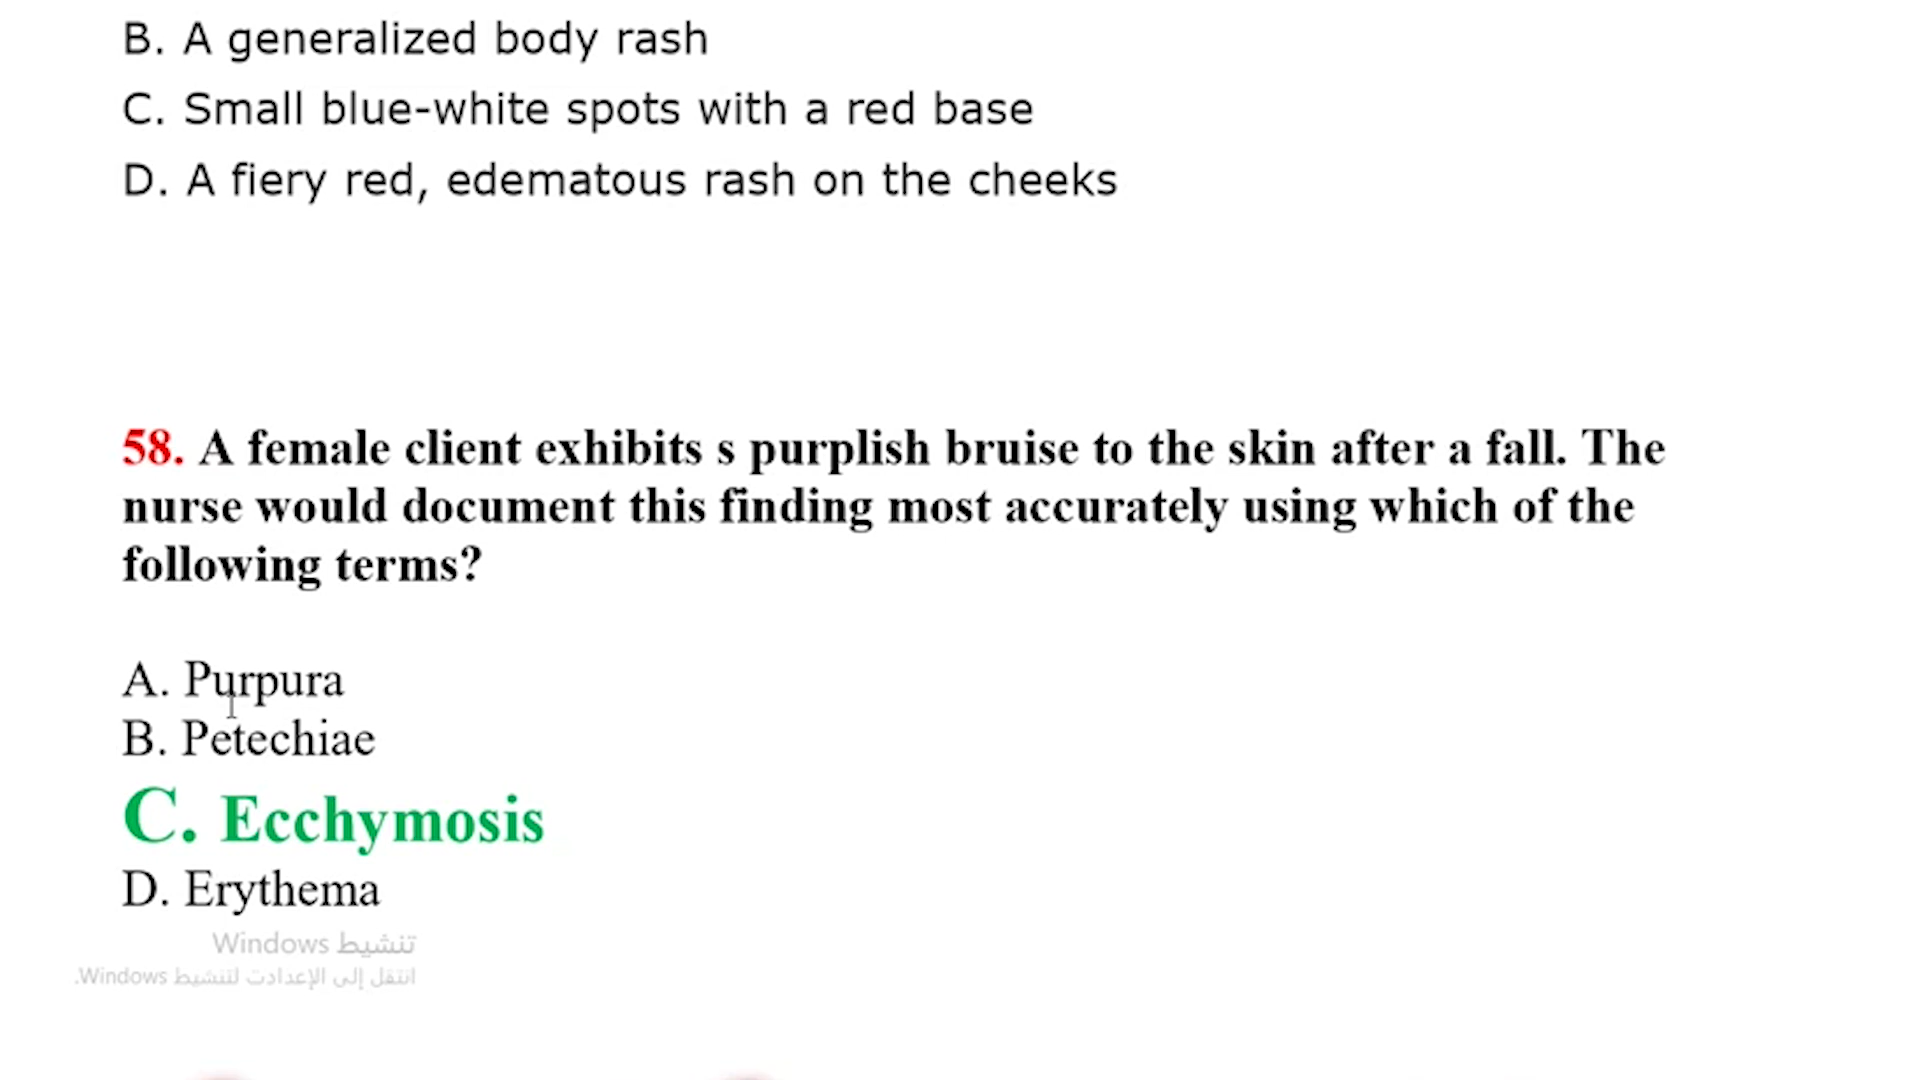 B. A generalized body rash
C. Small blue-white spots with a red base
D. A fiery red, edematous rash on the cheeks
58. A female client exhibits s purplish bruise to the skin after a fall. The
nurse would document this finding most accurately using which of the
following terms?
A. Purpura
B. Petechiae
C. Ecchymosis
D. Erythema
تنشيط Windows
انتقل إلى الإعدادت لتنشيط Windows.